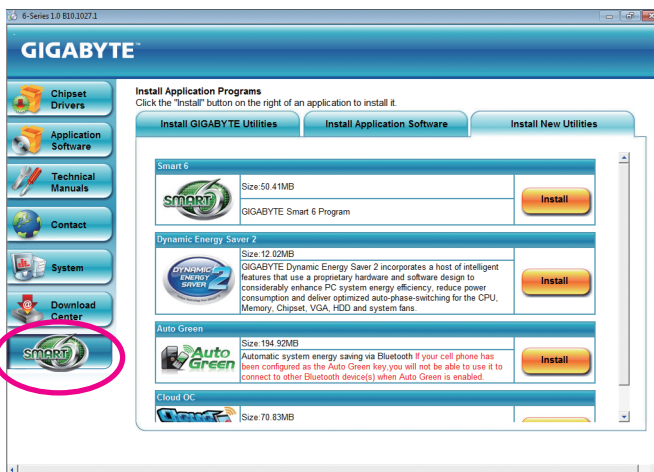 6-Series 1.0 B10.1027.1
GIGABYTE™
Chipset
Drivers
Application
Software
Technical
Manuals
Contact
System
Download
Center
SMART6
Install Application Programs
Click the "Install" button on the right of an application to install it.
Install GIGABYTE Utilities
Install Application Software
Install New Utilities
Smart 6
SMART6
Size:50.41MB
GIGABYTE Smart 6 Program
Install
Dynamic Energy Saver 2
DYNAMIC
ENERGY
SAVER 2
Size:12.02MB
GIGABYTE Dynamic Energy Saver 2 incorporates a host of intelligent
features that use a proprietary hardware and software design to
considerably enhance PC system energy efficiency, reduce power
consumption and deliver optimized auto-phase-switching for the CPU,
Memory, Chipset, VGA, HDD and system fans.
Install
Auto Green
Auto
Green
Size:194.92MB
Automatic system energy saving via Bluetooth If your cell phone has
been configured as the Auto Green key,you will not be able to use it to
connect to other Bluetooth device(s) when Auto Green is enabled.
Install
Cloud OC
Size:70.83MB